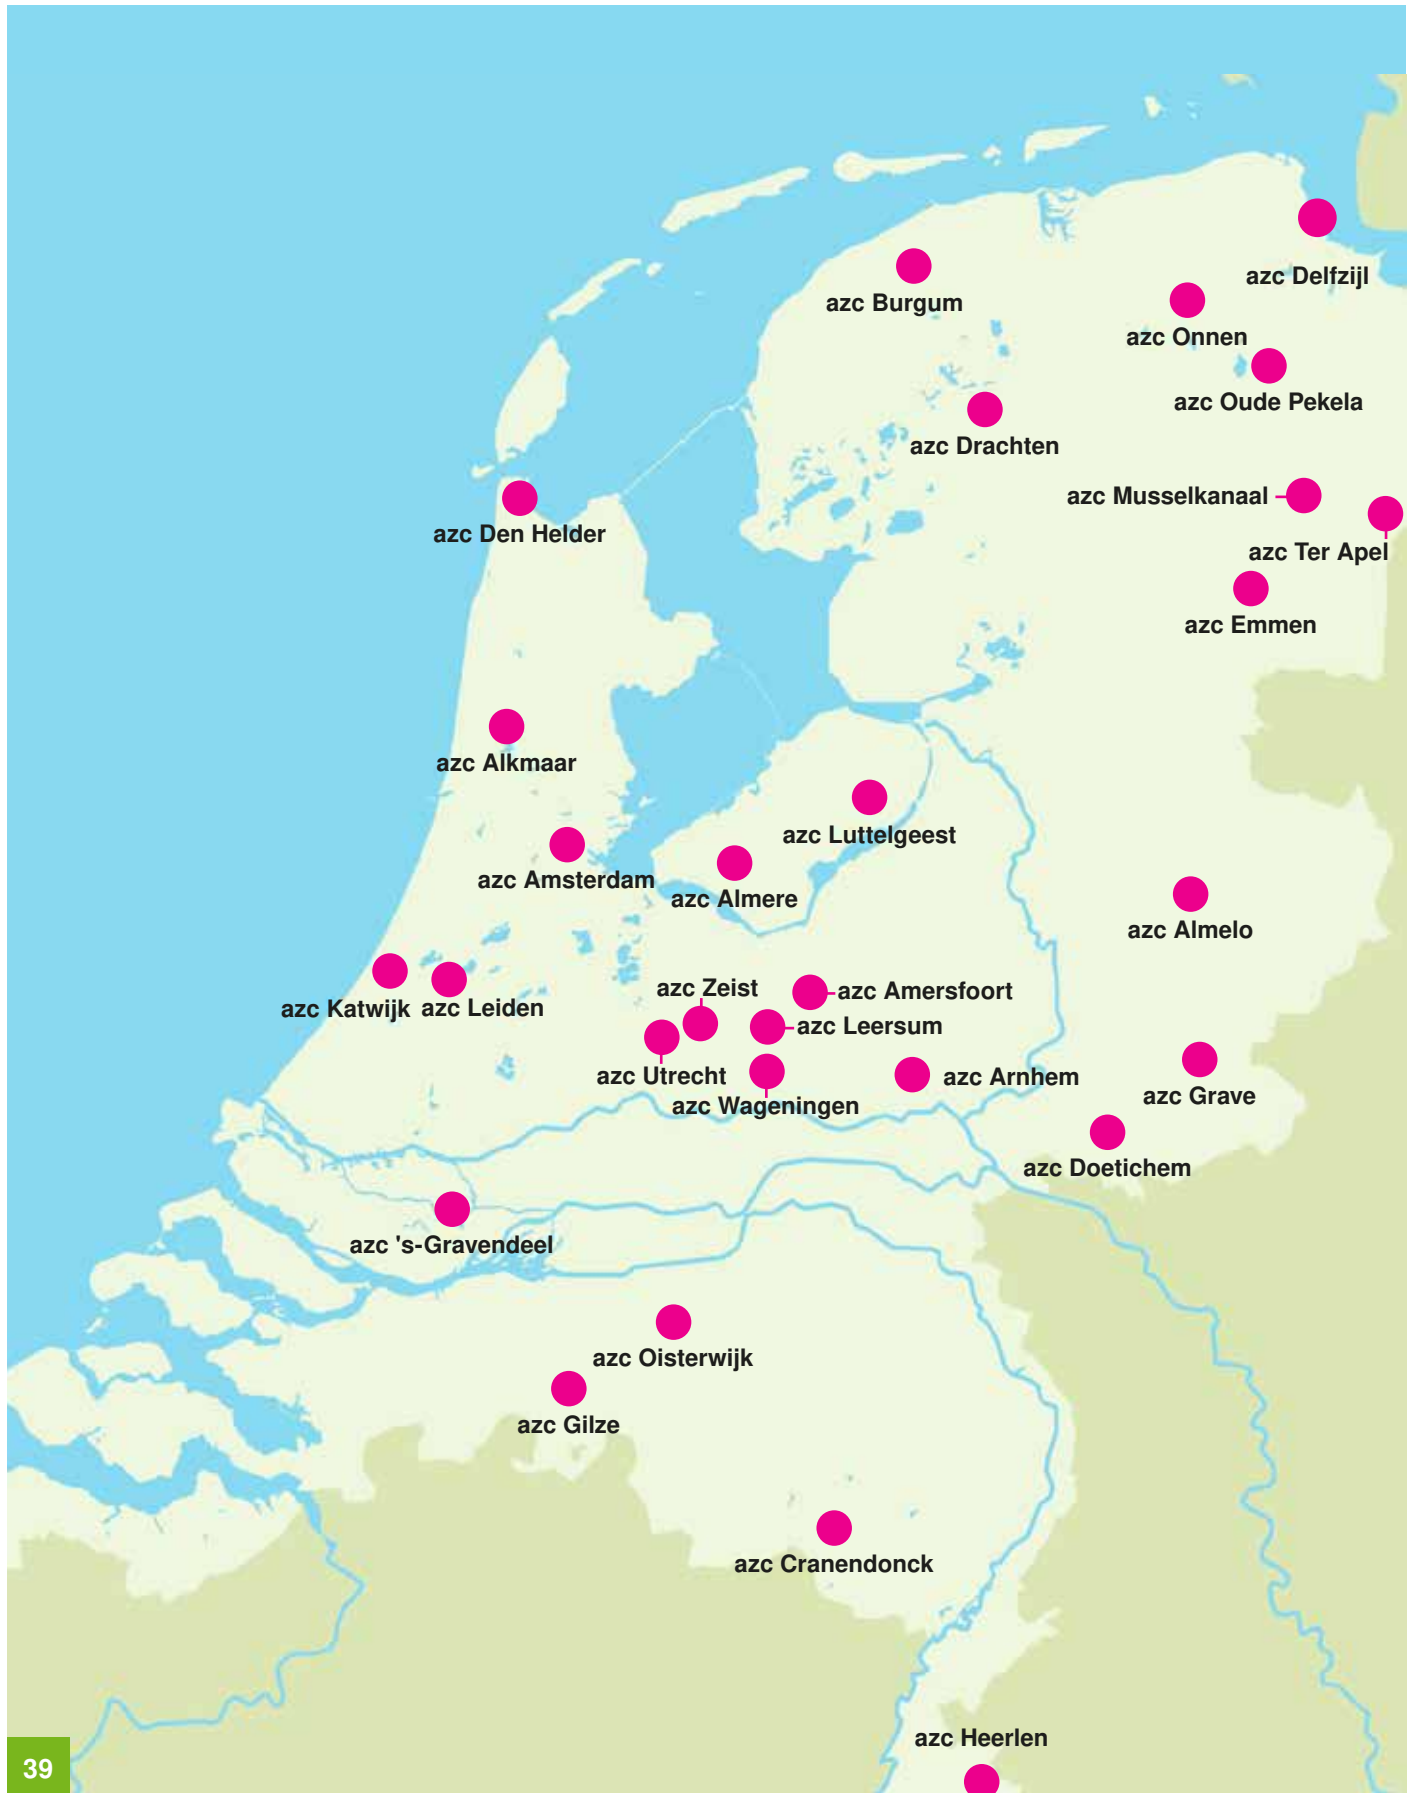 azc Delfzijl
azc Burgum
azc Onnen
azc Oude Pekela
azc Drachten
azc Musselkanaal
azc Den Helder
azc Ter Apel
azc Emmen
azc Alkmaar
azc Luttelgeest
azc Amsterdam
azc Almere
azc Almelo
azc Zeist
azc Amersfoort
azc Katwijk
azc Leiden
azc Leersum
azc Utrecht
azc Arnhem
azc Wageningen
azc Grave
azc Doetichem
azc 's-Gravendeel
azc Oisterwijk
azc Gilze
azc Cranendonck
azc Heerlen
39